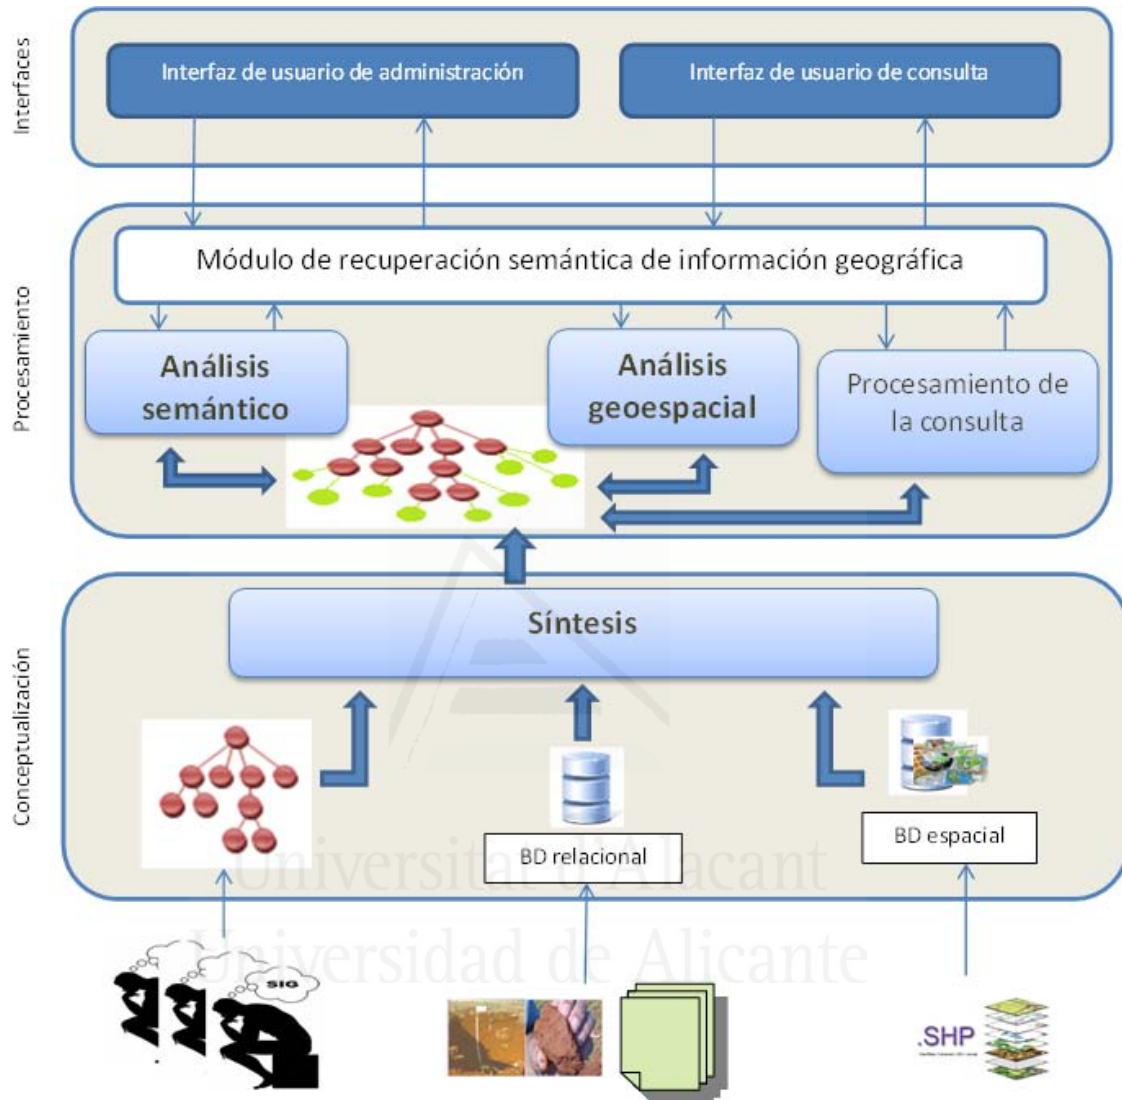 Interfaces
Interfaz de usuario de administración
Interfaz de usuario de consulta
Procesamiento
Módulo de recuperación semántica de información geográfica
Análisis
semántico
Análisis
geoespacial
Procesamiento de
la consulta
Conceptualización
Síntesis
BD relacional
BD espacial
Universitat d'Alacant
Universidad de Alicante
SIG
.SHP